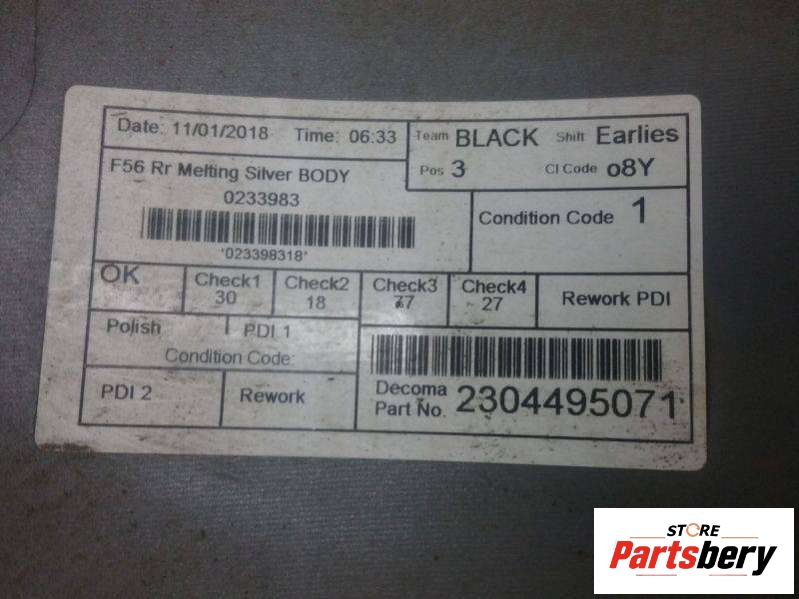 Date: 11/01/2018 Time: 06:33
Team BLACK Shift Earlies
Pos 3 CI Code o8Y
F56 Rr Melting Silver BODY
0233983
'023398318'
Condition Code 1
OK
Check1
30
Check2
18
Check3
77
Check4
27
Rework PDI
Polish PDI 1
Condition Code:
PDI 2
Rework
Decoma
Part No. 2304495071
STORE
Partsbery